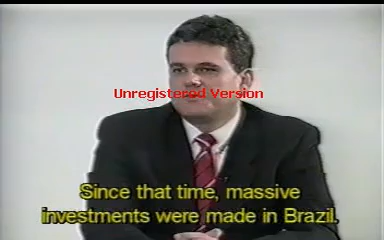 Unregistered Version
Since that time, massive
investments were made in Brazil.